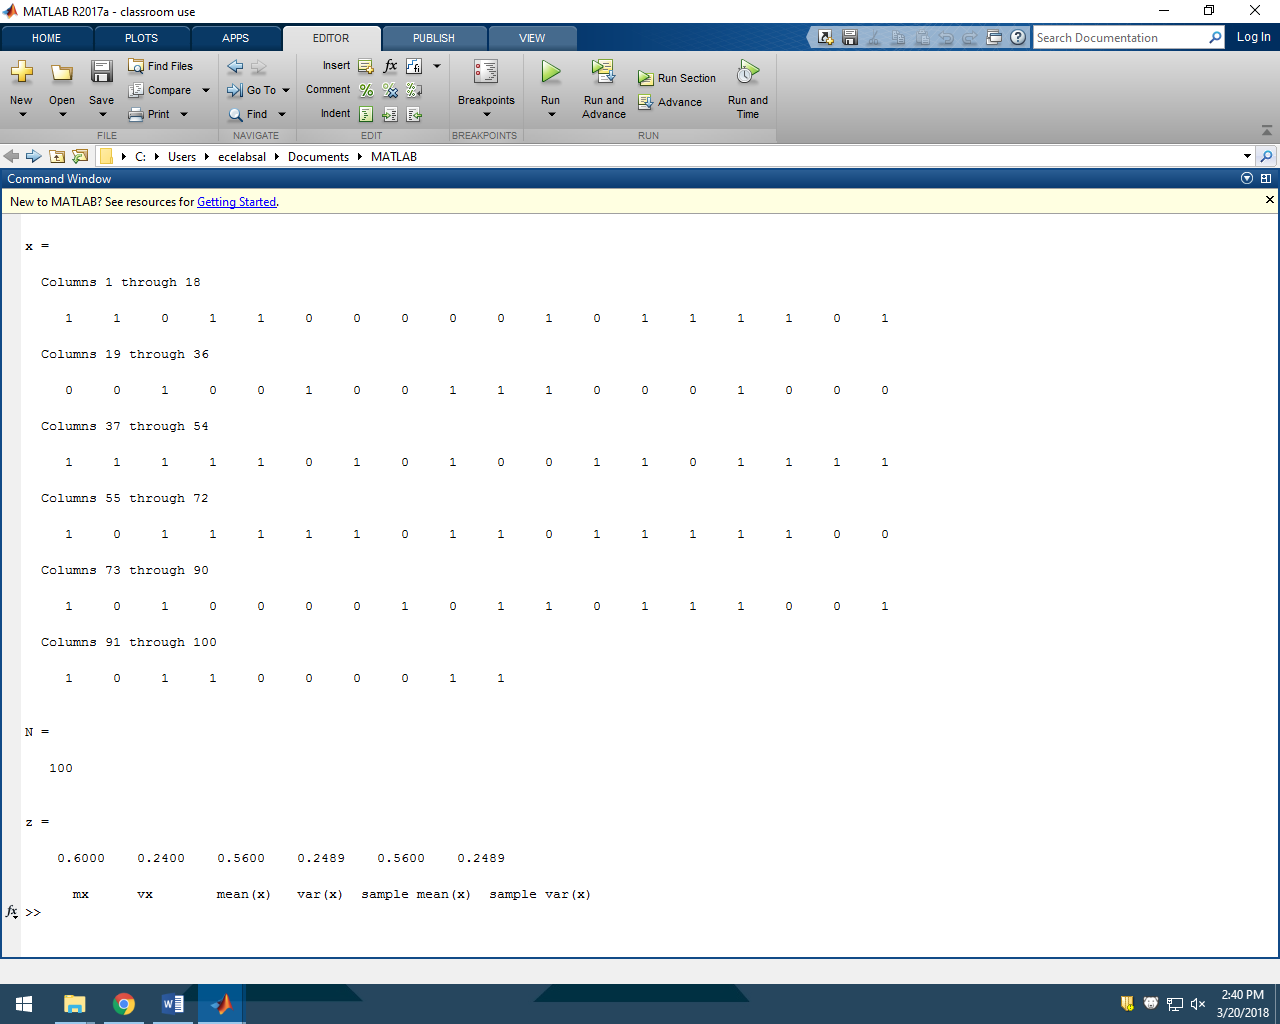 MATLAB R2017a - classroom use
HOME PLOTS APPS EDITOR PUBLISH VIEW Search Documentation Log In
New Open Save Find Files Compare Print Go To Find Insert fx Comment Indent Breakpoints Run Run and Advance Run Section Advance Run and Time
FILE NAVIGATE EDIT BREAKPOINTS RUN
C: Users ecelabsal Documents MATLAB
Command Window
New to MATLAB? See resources for Getting Started.
x =
Columns 1 through 18
1 1 0 1 1 0 0 0 0 0 1 0 1 1 1 1 0 1
Columns 19 through 36
0 0 1 0 0 1 0 0 1 1 1 0 0 0 1 0 0 0
Columns 37 through 54
1 1 1 1 1 0 1 0 1 0 0 1 1 0 1 1 1 1
Columns 55 through 72
1 0 1 1 1 1 1 0 1 1 0 1 1 1 1 1 0 0
Columns 73 through 90
1 0 1 0 0 0 0 1 0 1 1 0 1 1 1 0 0 1
Columns 91 through 100
1 0 1 1 0 0 0 0 1 1
N =
100
z =
0.6000 0.2400 0.5600 0.2489 0.5600 0.2489
mx vx mean(x) var(x) sample mean(x) sample var(x)
fx >>
2:40 PM
3/20/2018